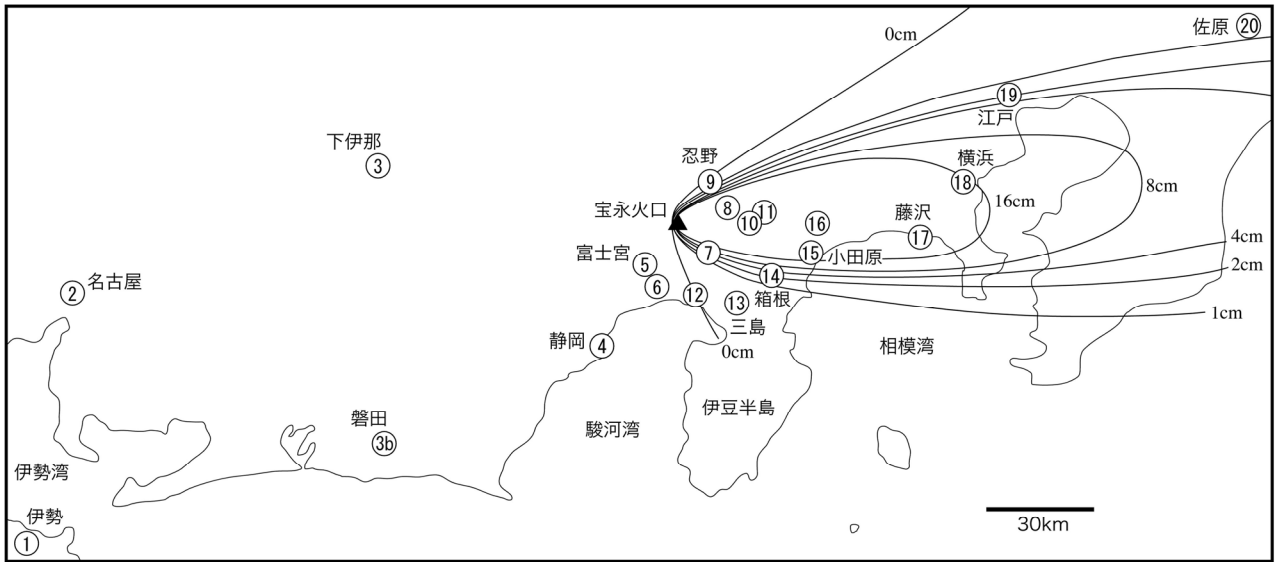 0cm
佐原 ⑳
⑲
江戸
下伊那
③
忍野
⑨
横浜
⑱
8cm
宝永火口
⑧
⑪
⑩
⑯
藤沢
16cm
⑰
富士宮
⑤
⑦
⑮
小田原
4cm
2cm
名古屋
②
⑥
⑫
⑭
箱根
⑬
三島
1cm
静岡
④
0cm
相模湾
磐田
3b
駿河湾
伊豆半島
伊勢湾
伊勢
①
30km